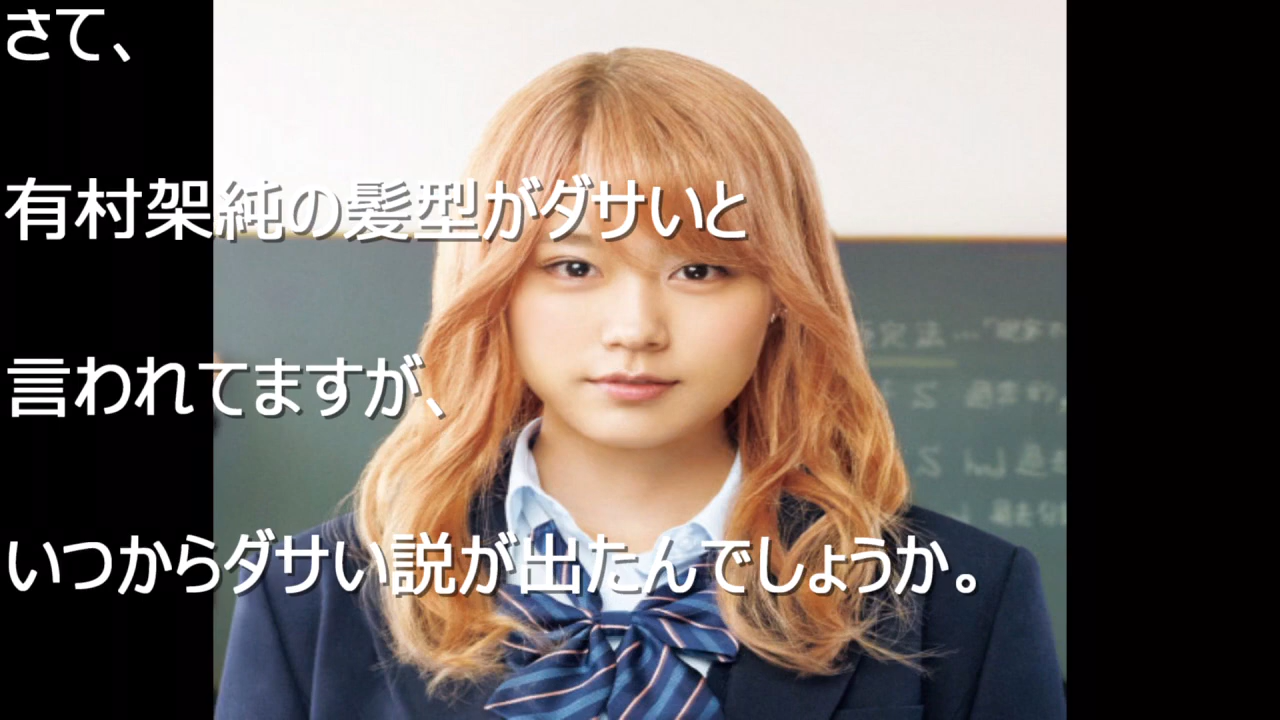 さて、
有村架純の髪型がダサいと
言われてますが、
いつからダサい説が出たんでしょうか。